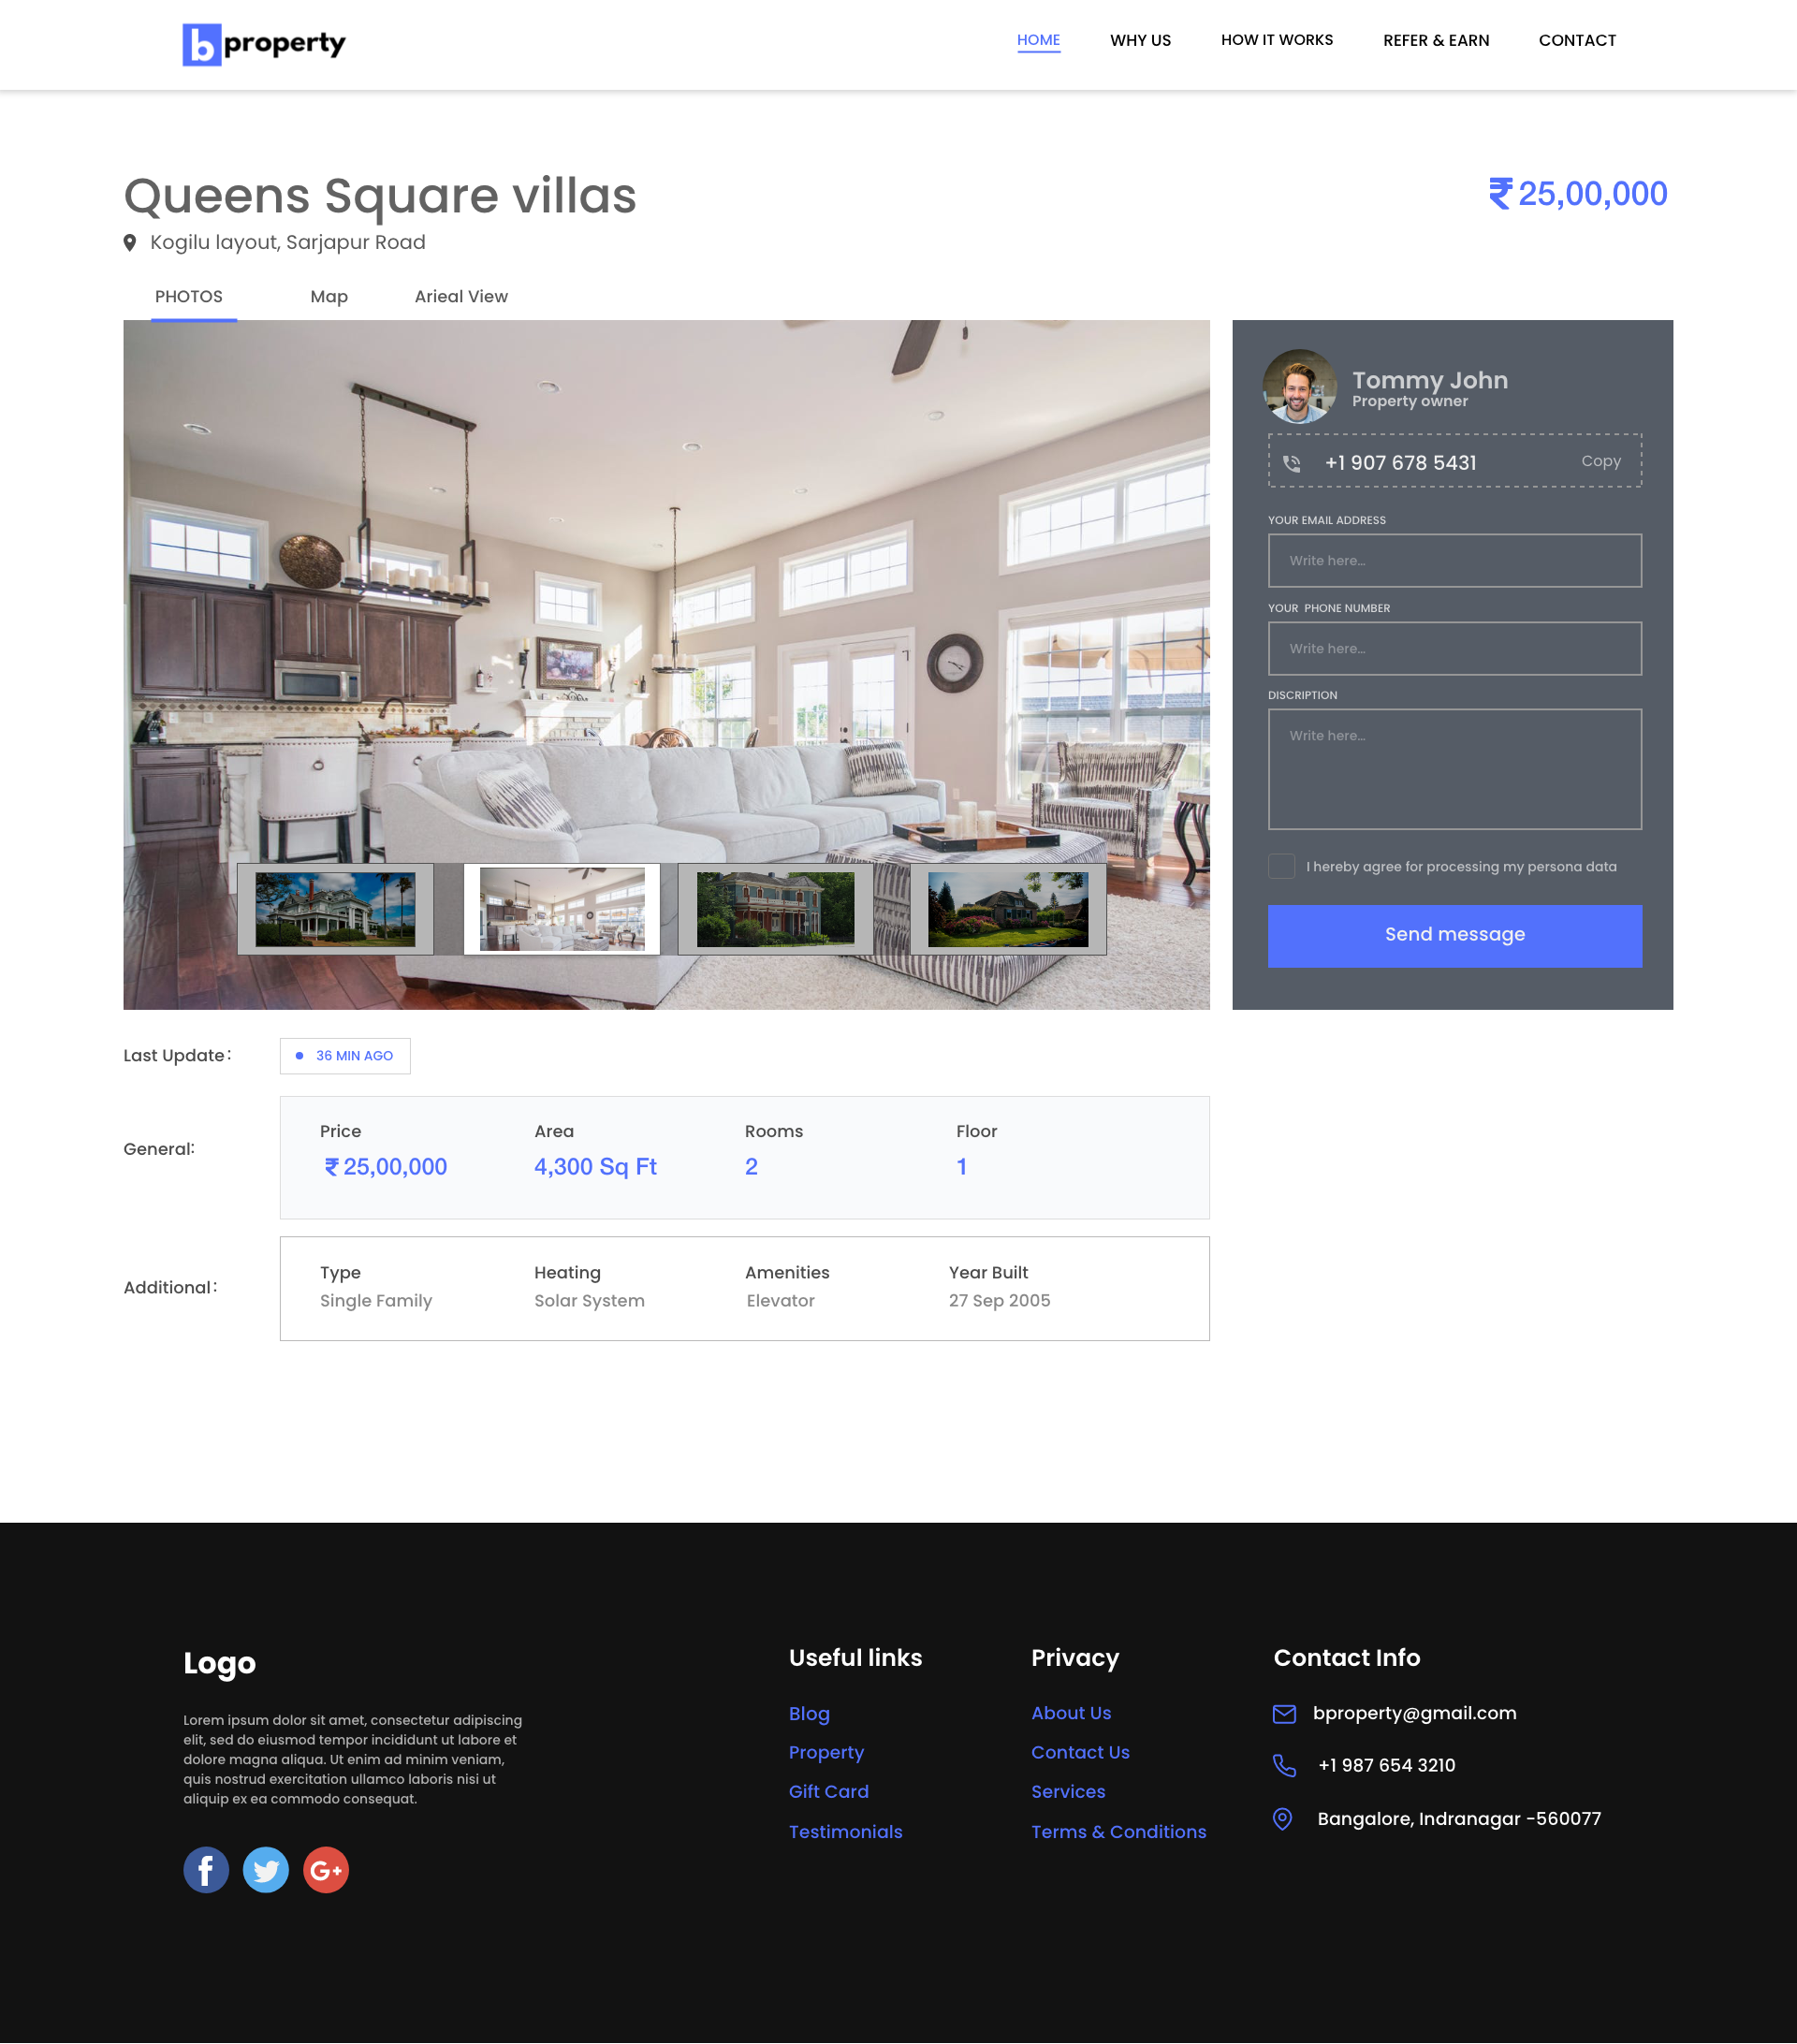 b property
HOME WHY US HOW IT WORKS REFER & EARN CONTACT
Queens Square villas
₹ 25,00,000
Kogilu layout, Sarjapur Road
PHOTOS Map Arieal View
Tommy John
Property owner
+1 907 678 5431 Copy
YOUR EMAIL ADDRESS
Write here...
YOUR PHONE NUMBER
Write here...
DISCRIPTION
Write here...
I hereby agree for processing my persona data
Send message
Last Update: 36 MIN AGO
General:
Price Area Rooms Floor
₹ 25,00,000 4,300 Sq Ft 2 1
Additional:
Type Heating Amenities Year Built
Single Family Solar System Elevator 27 Sep 2005
Logo
Lorem ipsum dolor sit amet, consectetur adipiscing
elit, sed do eiusmod tempor incididunt ut labore et
dolore magna aliqua. Ut enim ad minim veniam,
quis nostrud exercitation ullamco laboris nisi ut
aliquip ex ea commodo consequat.
f G+
Useful links
Blog
Property
Gift Card
Testimonials
Privacy
About Us
Contact Us
Services
Terms & Conditions
Contact Info
bproperty@gmail.com
+1 987 654 3210
Bangalore, Indranagar -560077